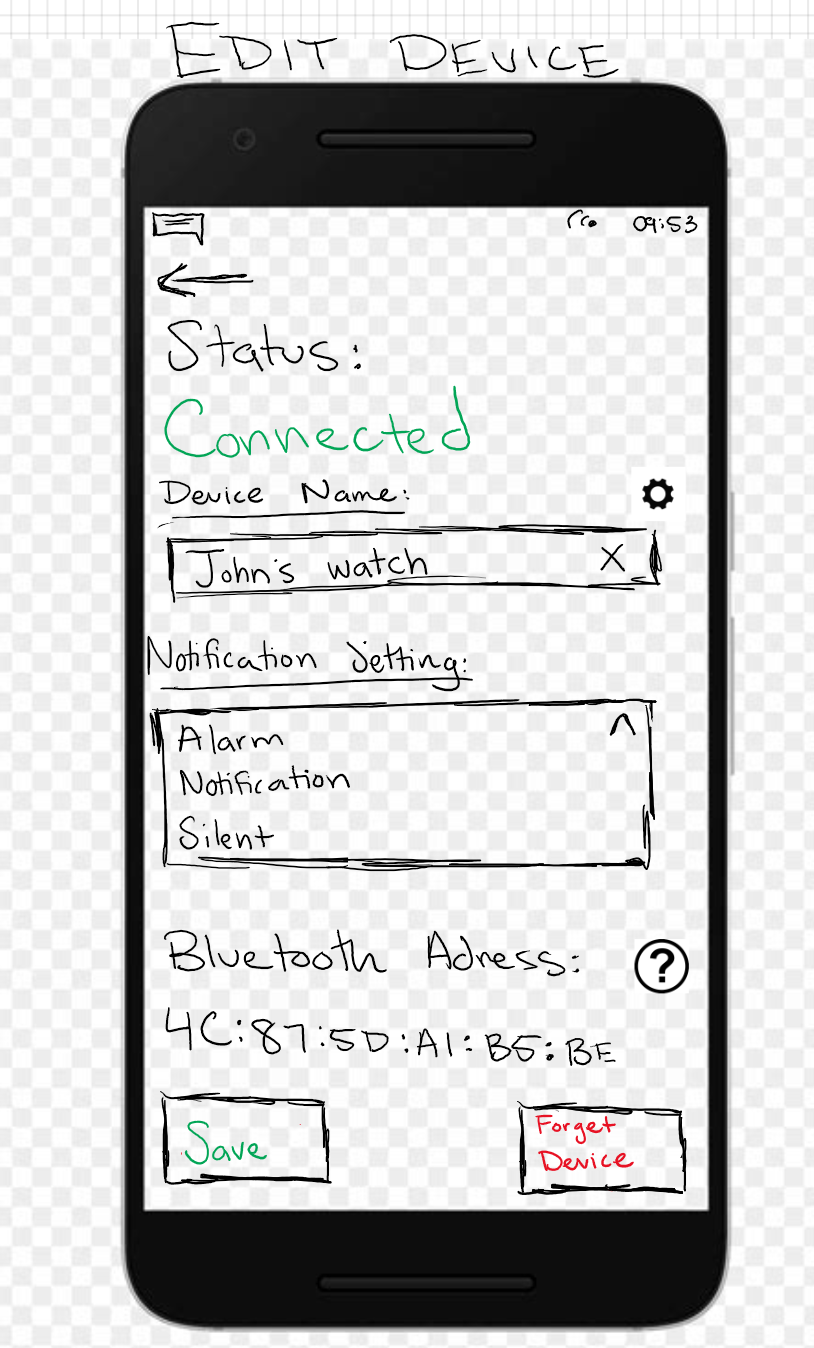 EDIT DEVICE
09:53
Status:
Connected
Device Name:
John's watch X
Notification Setting:
Alarm
Notification
Silent
Bluetooth Adress:
?
4C:87:5D:A1:B5:BE
Save
Forget
Device